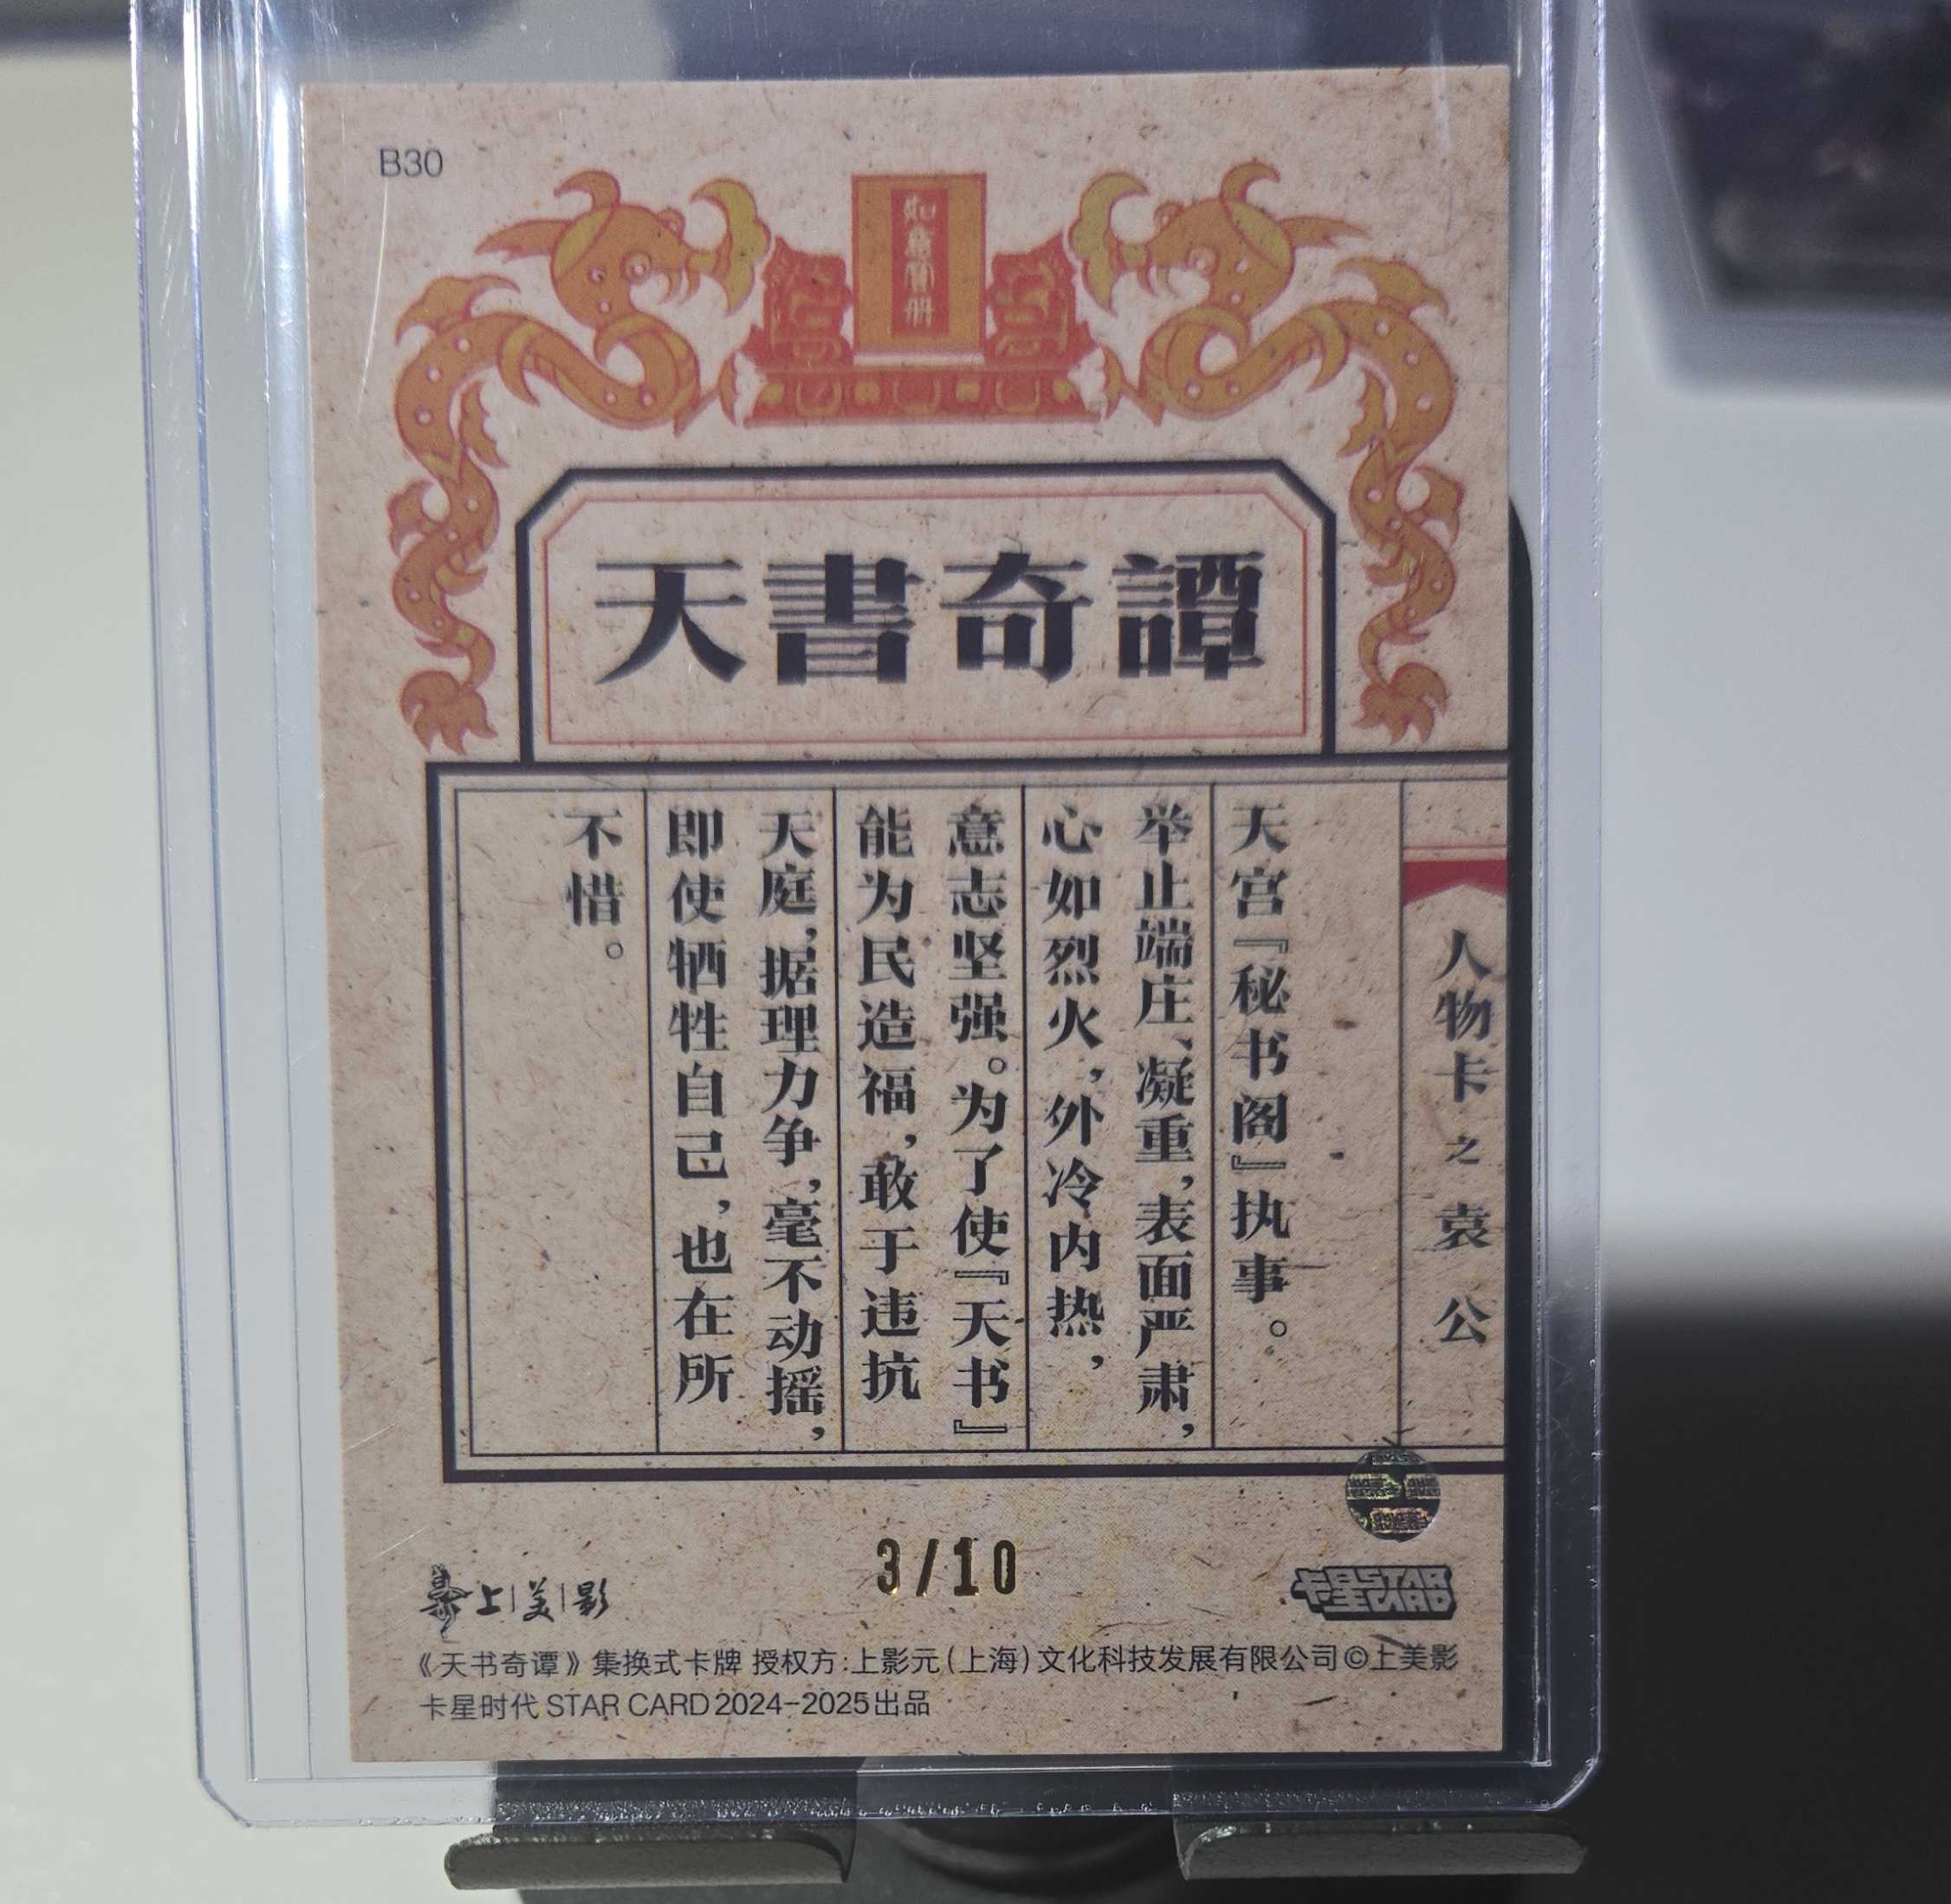 B30
如意寶册
天書奇譚
人物卡之袁公
天宫『秘书阁』执事。
举止端庄、凝重，表面严肃，
心如烈火，外冷内热，
意志坚强。为了使『天书』
能为民造福，敢于违抗
天庭，据理力争，毫不动摇，
即使牺牲自己，也在所
不惜。
3/10
上美影
卡星 STAR CARD
《天书奇谭》集换式卡牌 授权方:上影元(上海)文化科技发展有限公司©上美影
卡星时代 STAR CARD 2024-2025出品